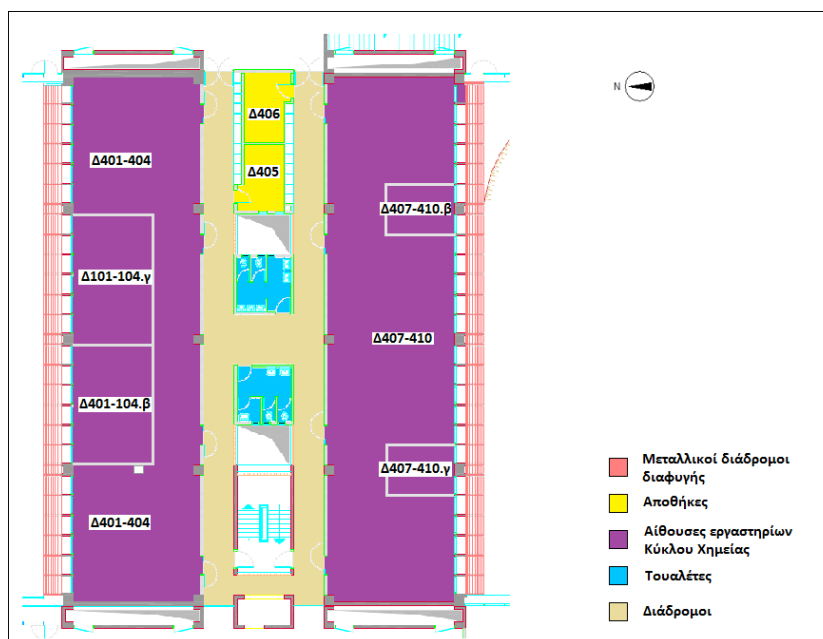 N
Δ406
Δ401-404
Δ405
Δ407-410.β
Δ101-104.γ
Δ407-410
Δ401-104.β
Δ407-410.γ
Δ401-404
Μεταλλικοί διάδρομοι
διαφυγής
Αποθήκες
Αίθουσες εργαστηρίων
Κύκλου Χημείας
Τουαλέτες
Διάδρομοι